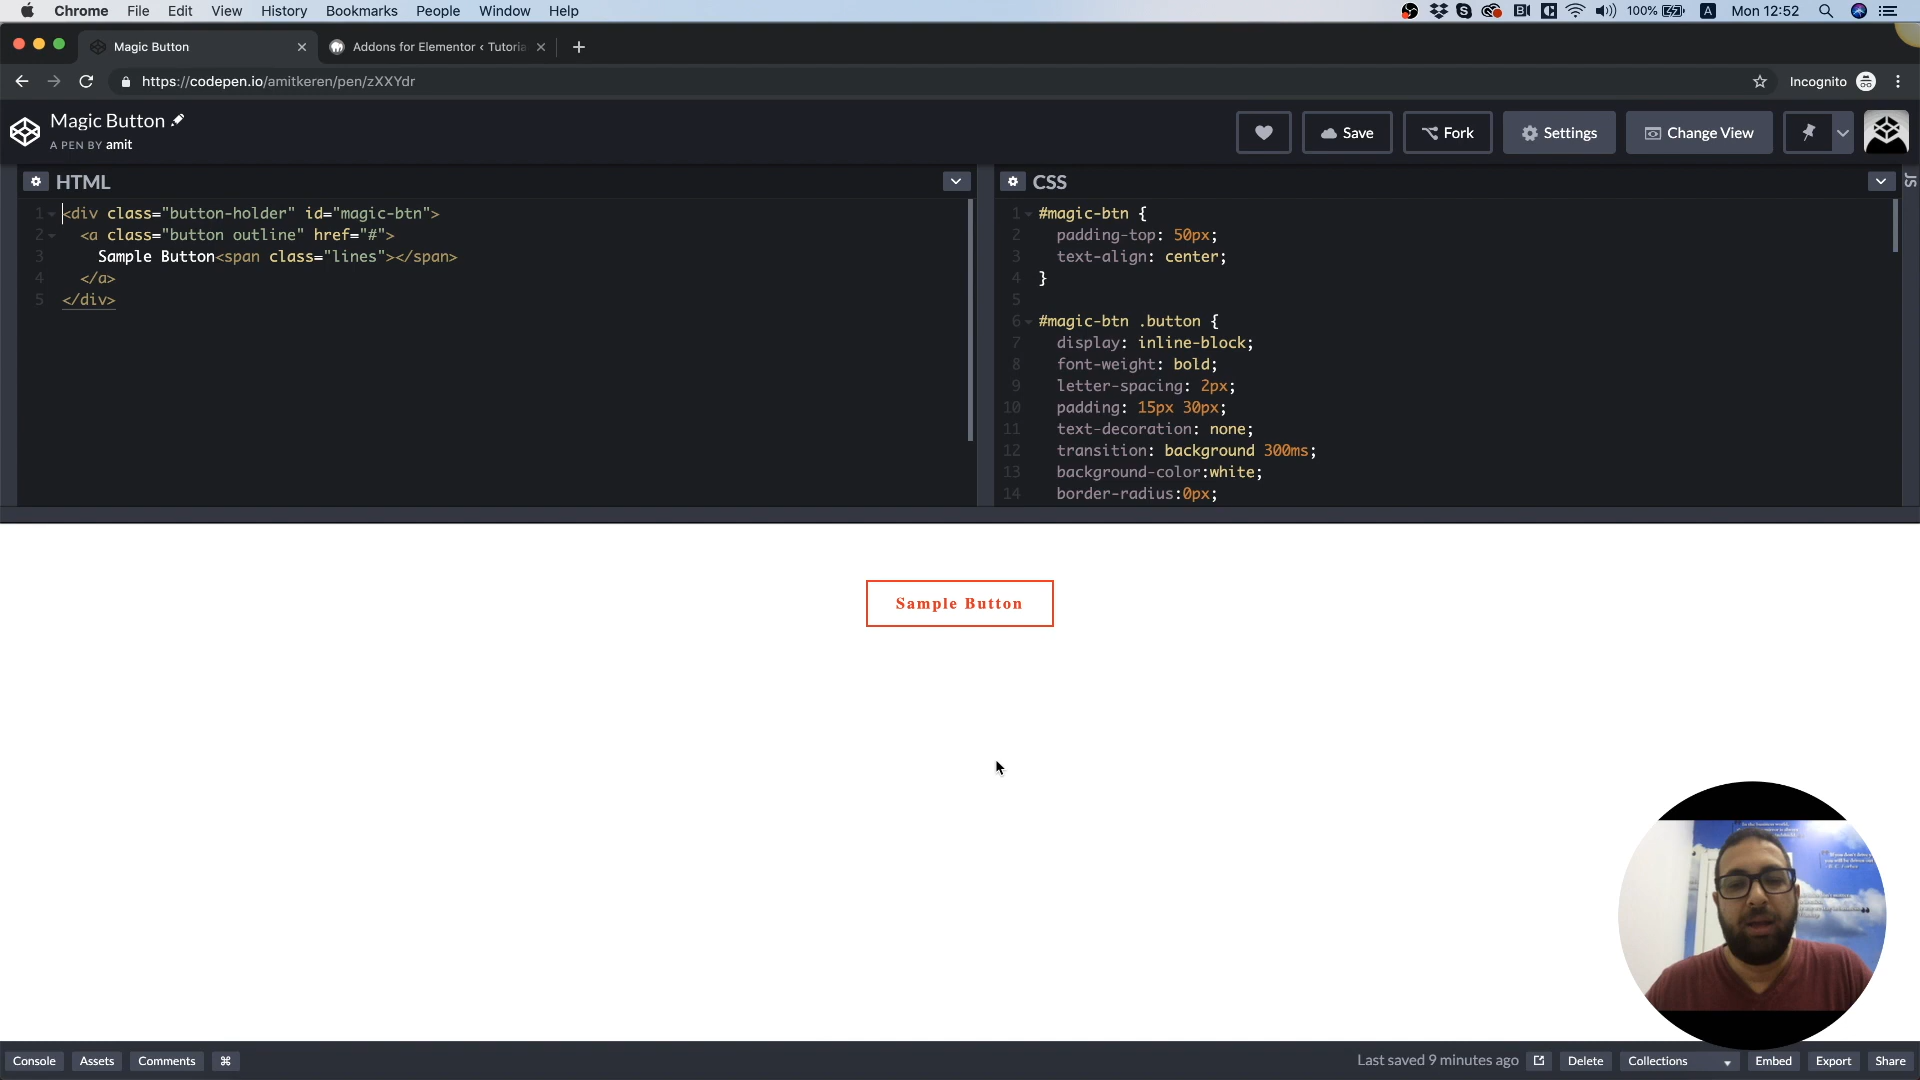 Chrome File Edit View History Bookmarks People Window Help
100% A Mon 12:52
Magic Button
Addons for Elementor ‹ Tutoria
https://codepen.io/amitkeren/pen/zXXYdr
Incognito
Magic Button
A PEN BY amit
Save
Fork
Settings
Change View
HTML
1 <div class="button-holder" id="magic-btn">
2 <a class="button outline" href="#">
3 Sample Button<span class="lines"></span>
4 </a>
5 </div>
CSS
1 #magic-btn {
2 padding-top: 50px;
3 text-align: center;
4 }
5
6 #magic-btn .button {
7 display: inline-block;
8 font-weight: bold;
9 letter-spacing: 2px;
10 padding: 15px 30px;
11 text-decoration: none;
12 transition: background 300ms;
13 background-color:white;
14 border-radius:0px;
JS
Sample Button
Console Assets Comments ⌘
Last saved 9 minutes ago
Delete Collections Embed Export Share